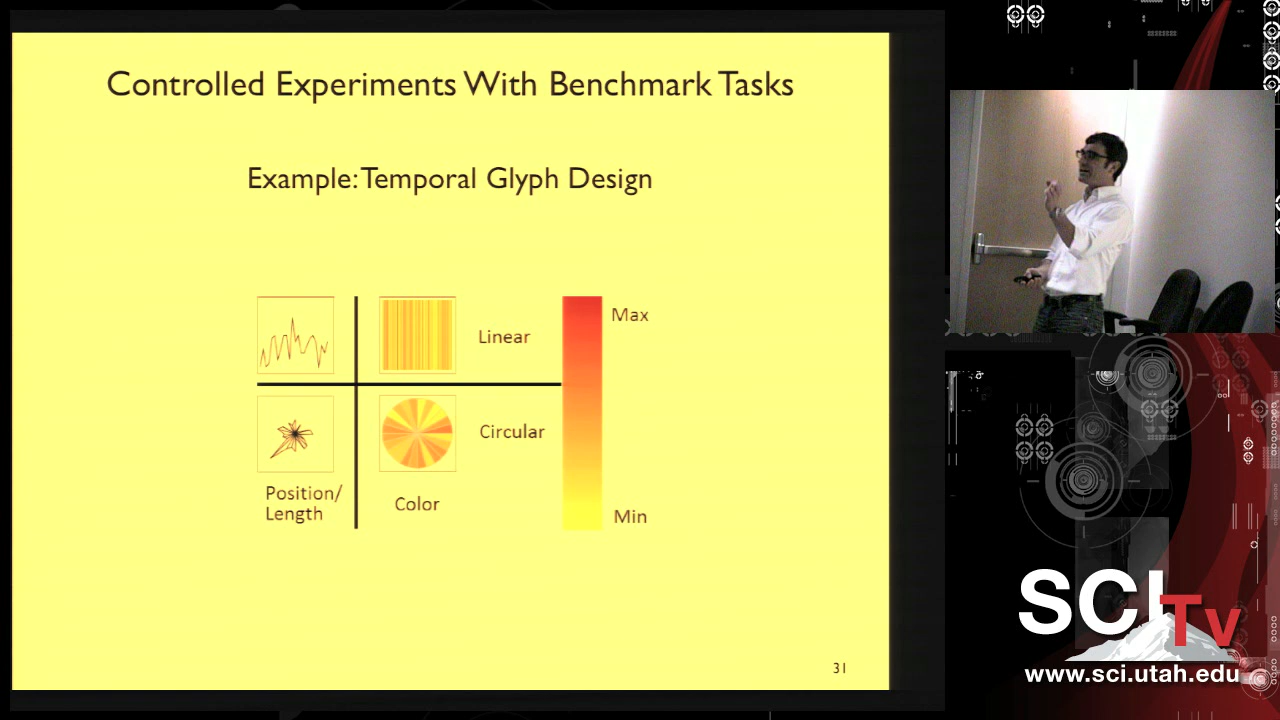 Controlled Experiments With Benchmark Tasks
Example: Temporal Glyph Design
Linear
Max
Circular
Position/
Length
Color
Min
31
SCI
TV
www.sci.utah.edu